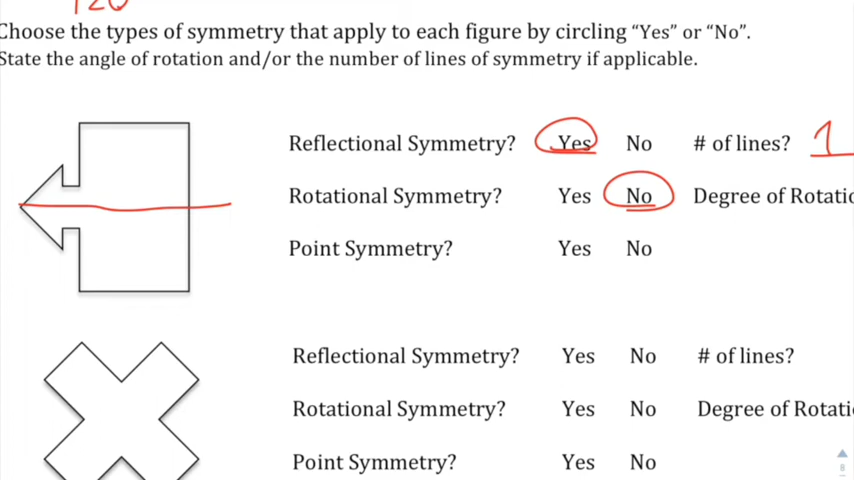 120
Choose the types of symmetry that apply to each figure by circling “Yes” or “No”.
State the angle of rotation and/or the number of lines of symmetry if applicable.
Reflectional Symmetry? Yes No # of lines? 1
Rotational Symmetry? Yes No Degree of Rotatio
Point Symmetry? Yes No
Reflectional Symmetry? Yes No # of lines?
Rotational Symmetry? Yes No Degree of Rotati
Point Symmetry? Yes No
8